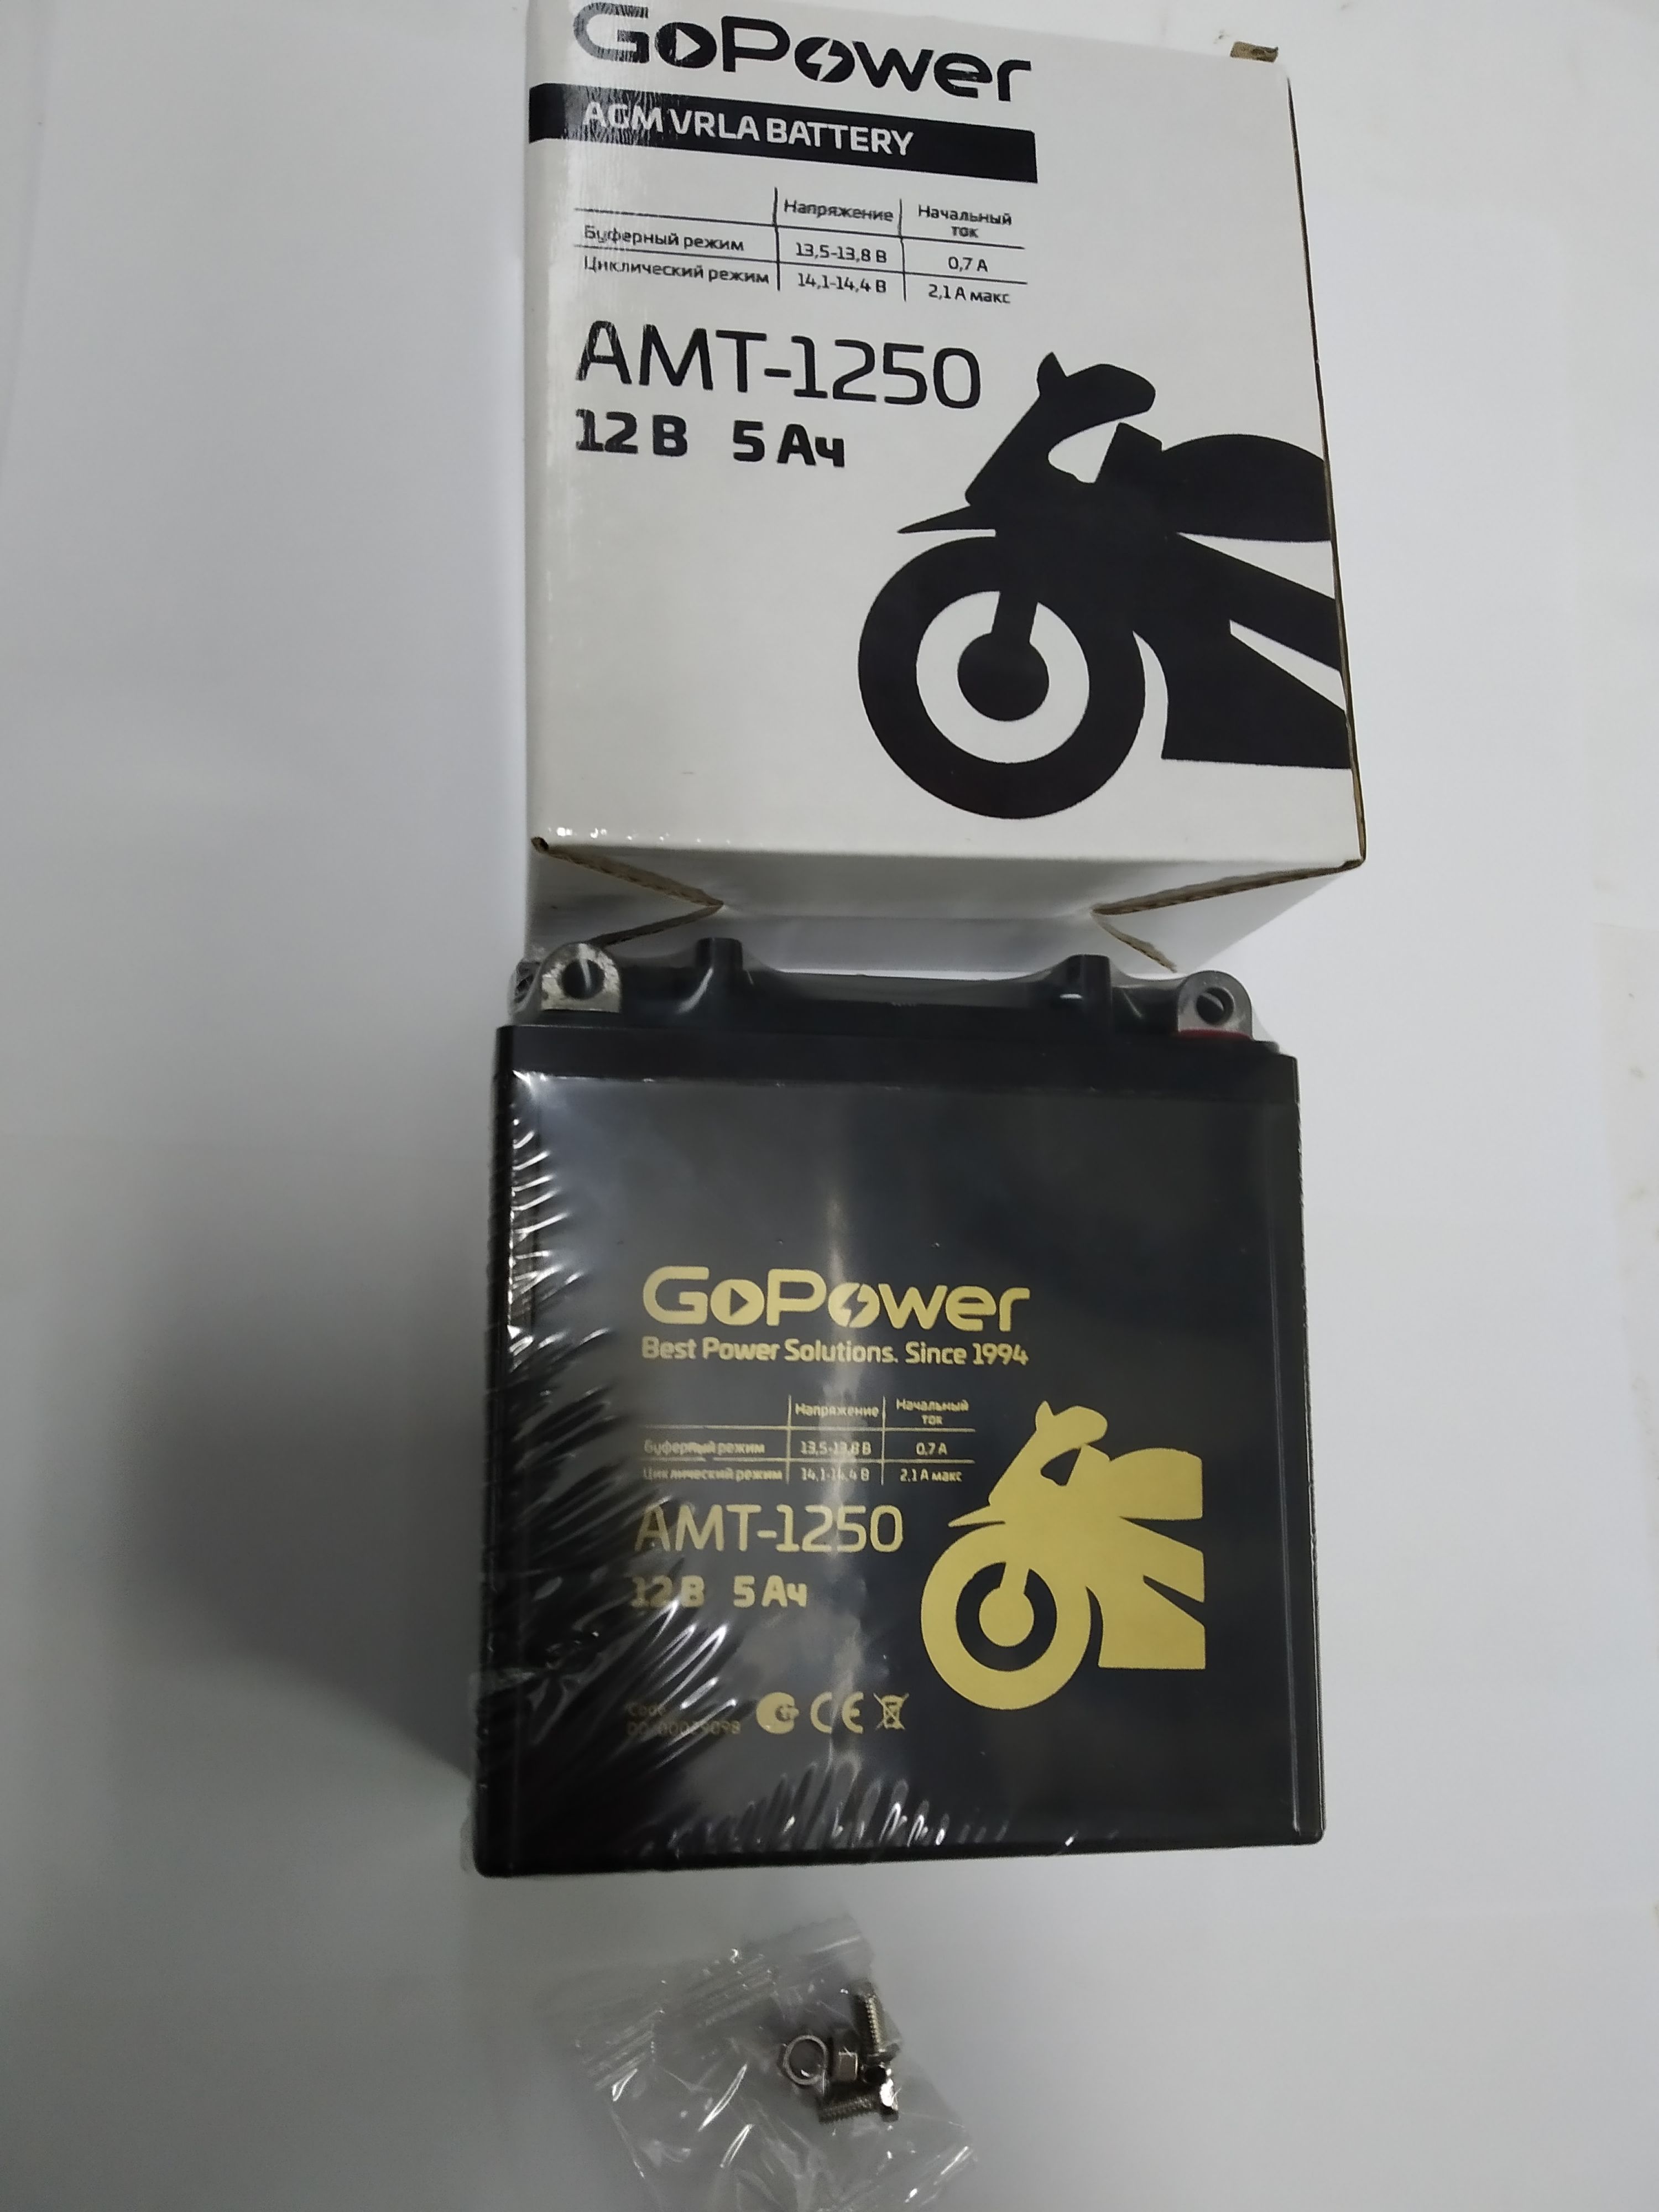 GoPower
AGM VRLA BATTERY
Напряжение Начальный ток
Буферный режим 13,5-13,8 В 0,7 А
Циклический режим 14,1-14,4 В 2,1 А макс
AMT-1250
12 В 5 Ач
GoPower
Best Power Solutions. Since 1994
Напряжение Начальный ток
Буферный режим 13,5-13,8 В 0,7 А
Циклический режим 14,1-14,4 В 2,1 А макс
AMT-1250
12 В 5 Ач
Code
CE